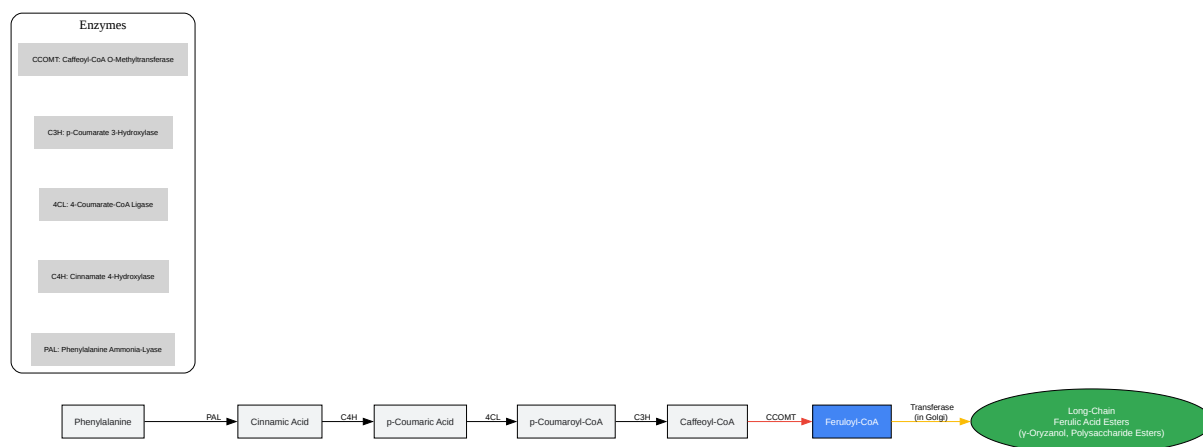 Enzymes
CCOMT: Caffeoyl-CoA O-Methyltransferase
C3H: p-Coumarate 3-Hydroxylase
4CL: 4-Coumarate-CoA Ligase
C4H: Cinnamate 4-Hydroxylase
PAL: Phenylalanine Ammonia-Lyase
Phenylalanine
PAL
Cinnamic Acid
C4H
p-Coumaric Acid
4CL
p-Coumaroyl-CoA
C3H
Caffeoyl-CoA
CCOMT
Feruloyl-CoA
Transferase
(in Golgi)
Long-Chain
Ferulic Acid Esters
(γ-Oryzanol, Polysaccharide Esters)